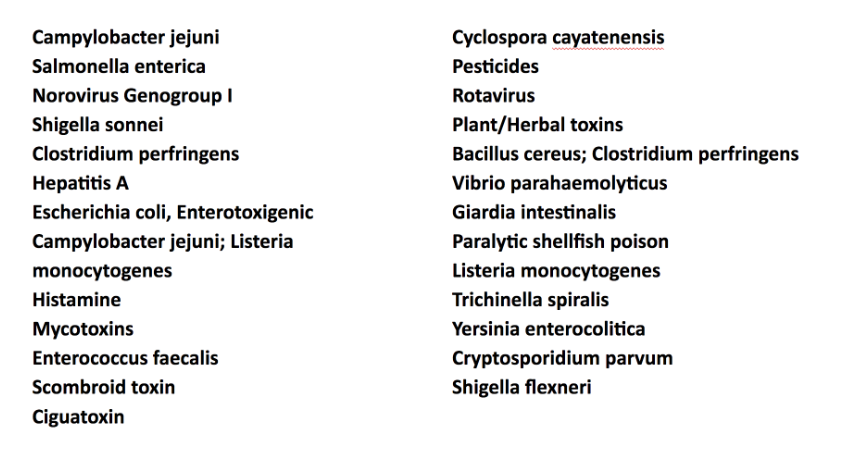 Campylobacter jejuni
Salmonella enterica
Norovirus Genogroup I
Shigella sonnei
Clostridium perfringens
Hepatitis A
Escherichia coli, Enterotoxigenic
Campylobacter jejuni; Listeria
monocytogenes
Histamine
Mycotoxins
Enterococcus faecalis
Scombroid toxin
Ciguatoxin
Cyclospora cayatenensis
Pesticides
Rotavirus
Plant/Herbal toxins
Bacillus cereus; Clostridium perfringens
Vibrio parahaemolyticus
Giardia intestinalis
Paralytic shellfish poison
Listeria monocytogenes
Trichinella spiralis
Yersinia enterocolitica
Cryptosporidium parvum
Shigella flexneri